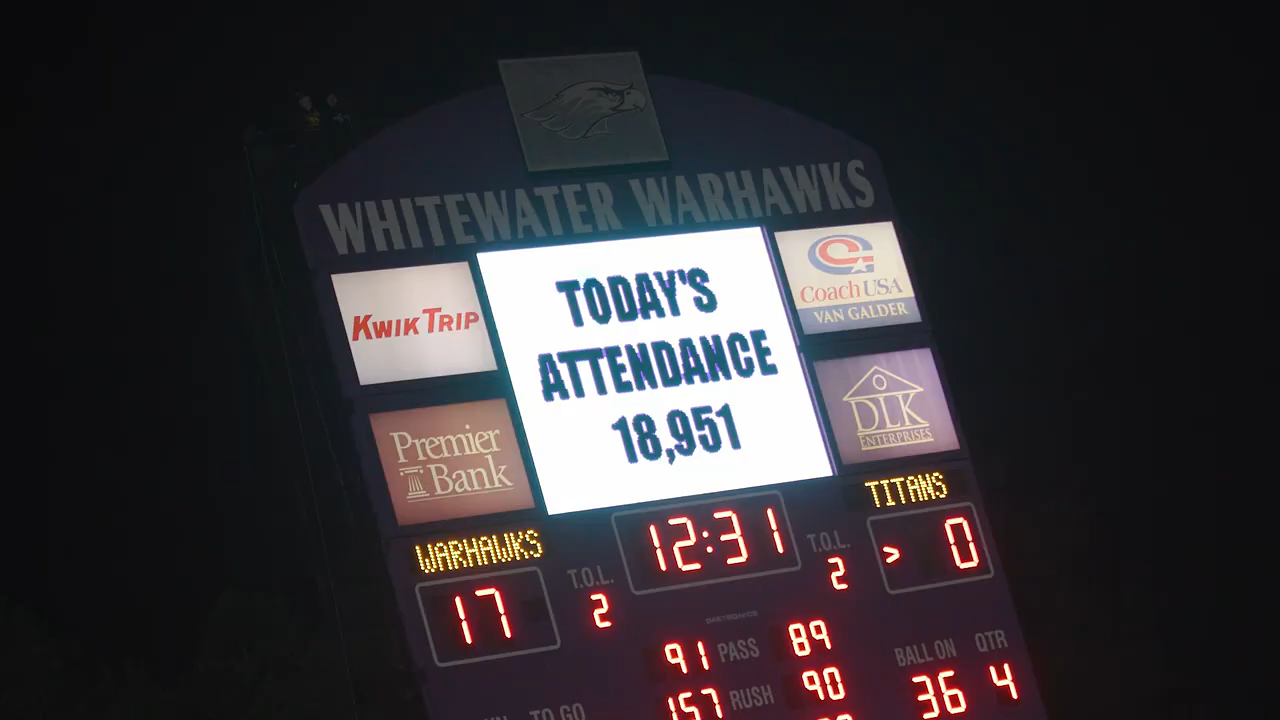 WHITEWATER WARHAWKS
KWIK TRIP
TODAY'S
ATTENDANCE
18,951
Coach USA
VAN GALDER
Premier
Bank
DLK
ENTERPRISES
WARHAWKS
17
T.O.L.
2
12:31
T.O.L.
2
TITANS
> 0
DAKTRONICS
91 PASS 89
157 RUSH 90
BALL ON
36
QTR
4
TO GO